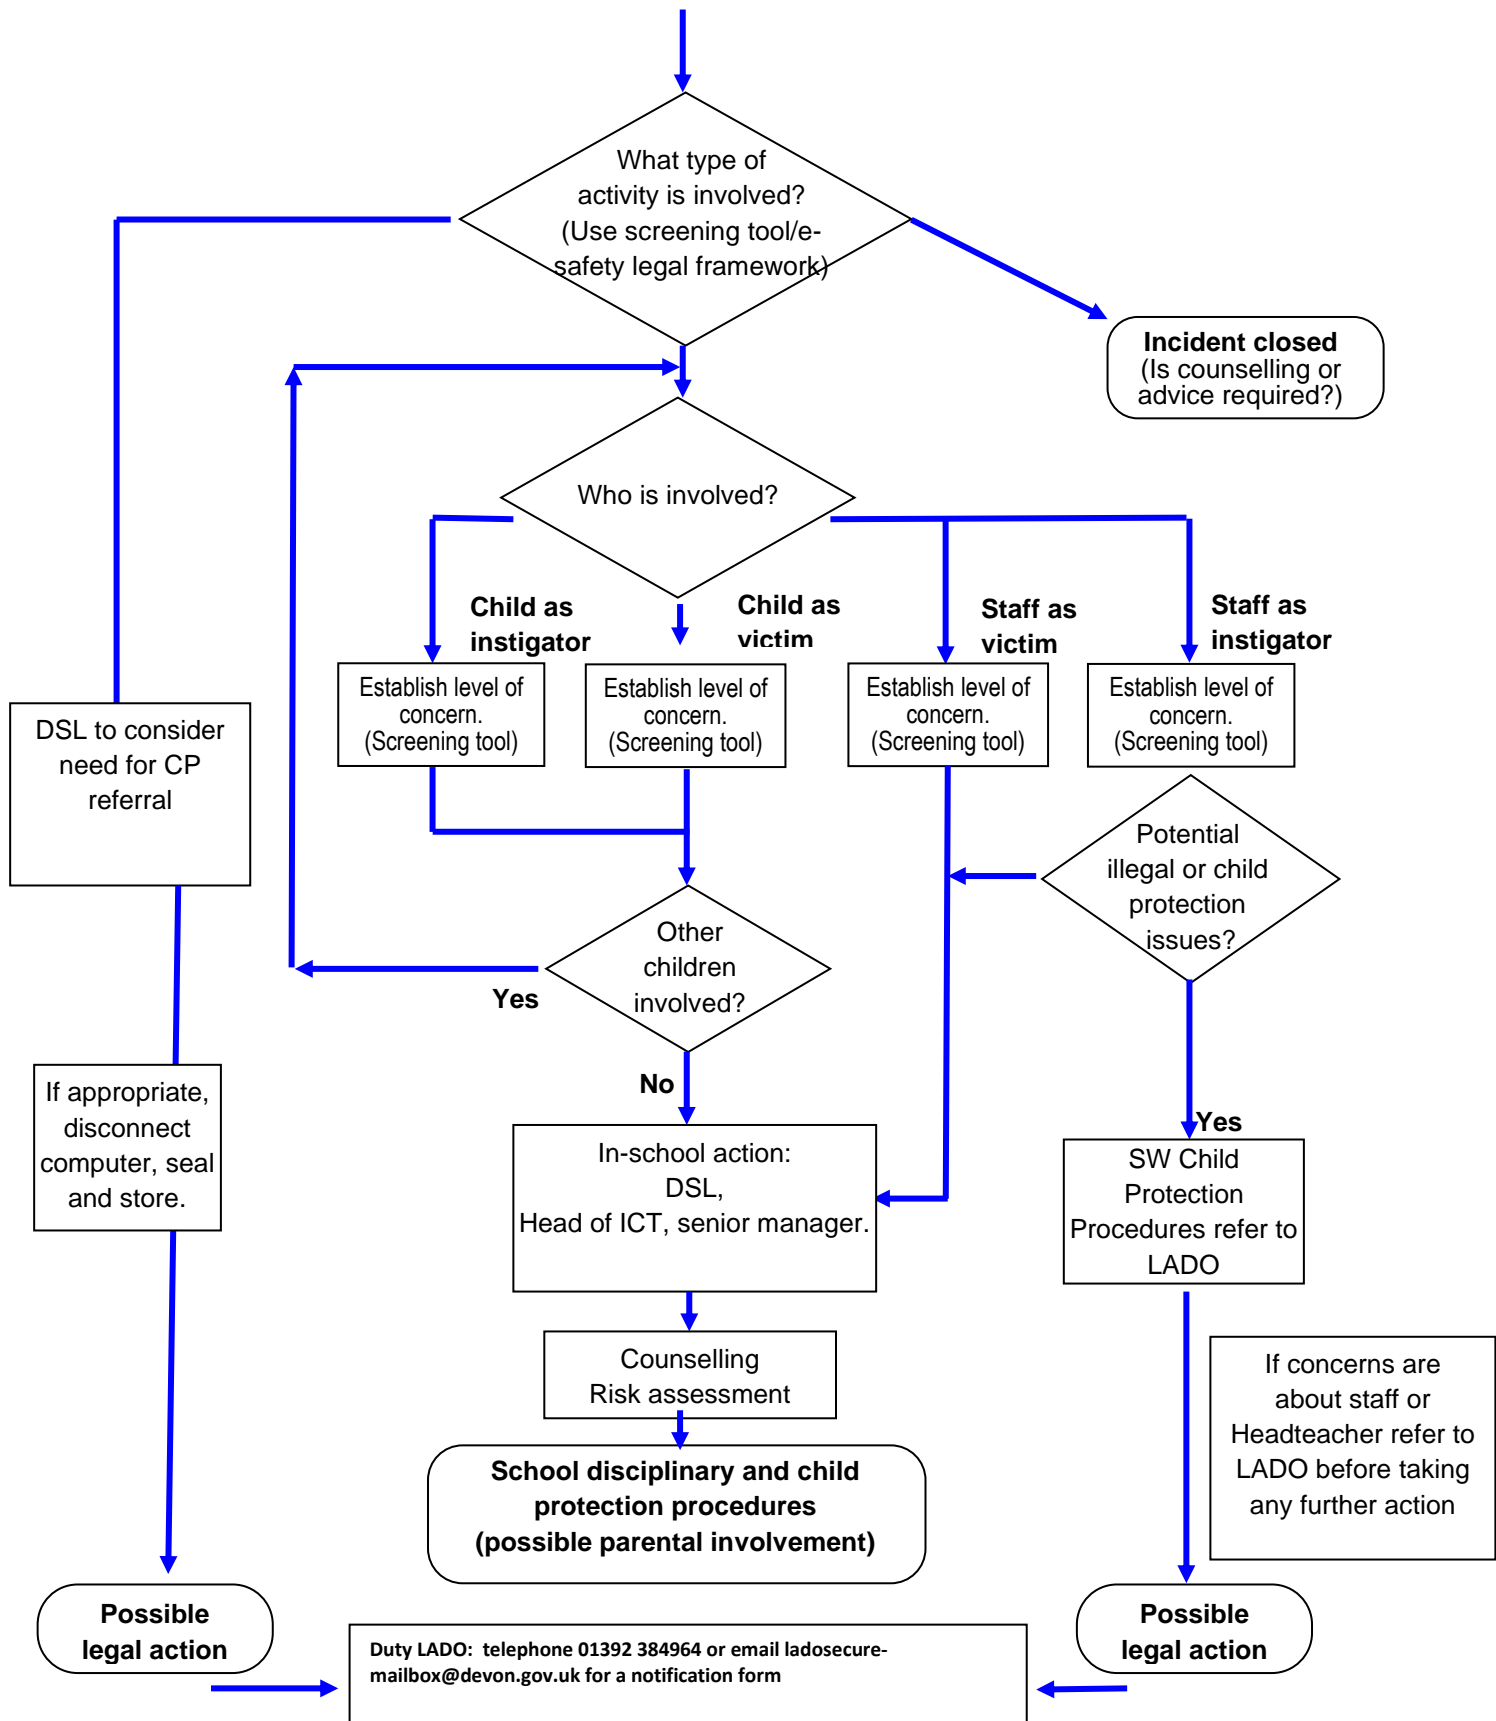 What type of
activity is involved?
(Use screening tool/e-
safety legal framework)
Incident closed
(Is counselling or
advice required?)
Who is involved?
Child as
instigator
Child as
victim
Staff as
victim
Staff as
instigator
Establish level of
concern.
(Screening tool)
Establish level of
concern.
(Screening tool)
Establish level of
concern.
(Screening tool)
Establish level of
concern.
(Screening tool)
DSL to consider
need for CP
referral
Potential
illegal or child
protection
issues?
Other
children
involved?
Yes
No
If appropriate,
disconnect
computer, seal
and store.
In-school action:
DSL,
Head of ICT, senior manager.
Yes
SW Child
Protection
Procedures refer to
LADO
Counselling
Risk assessment
If concerns are
about staff or
Headteacher refer to
LADO before taking
any further action
School disciplinary and child
protection procedures
(possible parental involvement)
Possible
legal action
Possible
legal action
Duty LADO: telephone 01392 384964 or email ladosecure-
mailbox@devon.gov.uk for a notification form